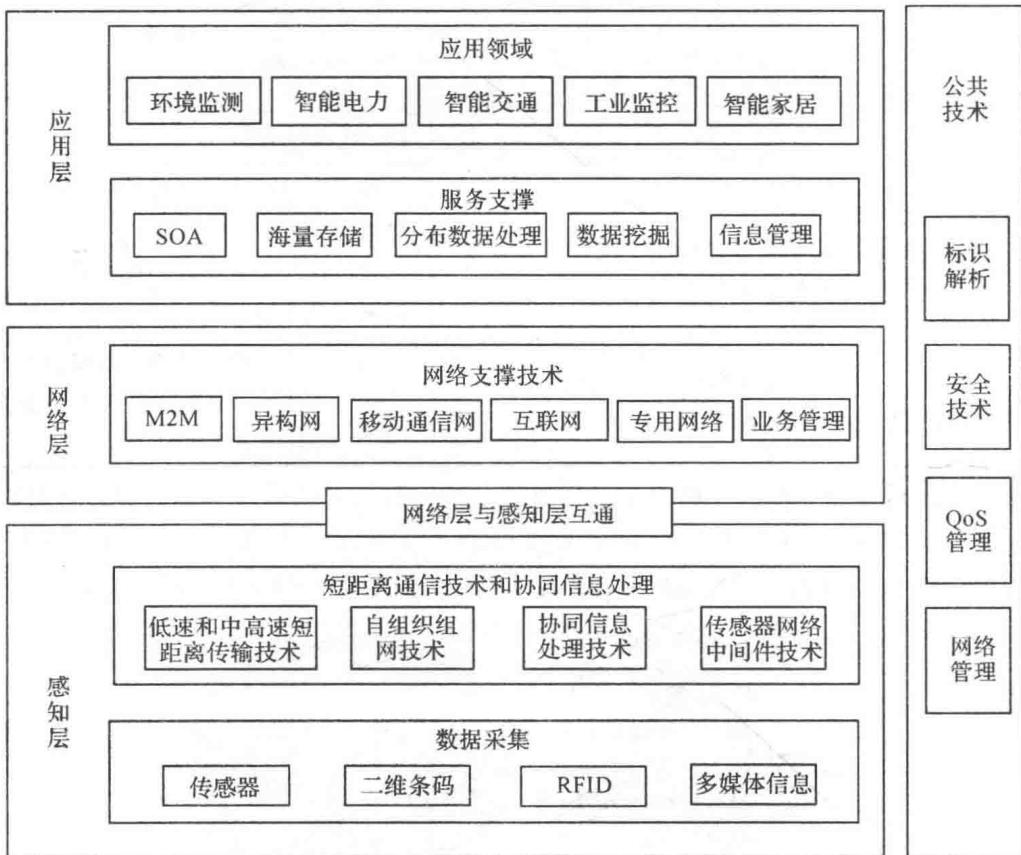 应用层
应用领域
环境监测
智能电力
智能交通
工业监控
智能家居
服务支撑
SOA
海量存储
分布数据处理
数据挖掘
信息管理
网络层
网络支撑技术
M2M
异构网
移动通信网
互联网
专用网络
业务管理
网络层与感知层互通
感知层
短距离通信技术和协同信息处理
低速和中高速短
距离传输技术
自组织组
网技术
协同信息
处理技术
传感器网络
中间件技术
数据采集
传感器
二维条码
RFID
多媒体信息
公共
技术
标识
解析
安全
技术
QoS
管理
网络
管理